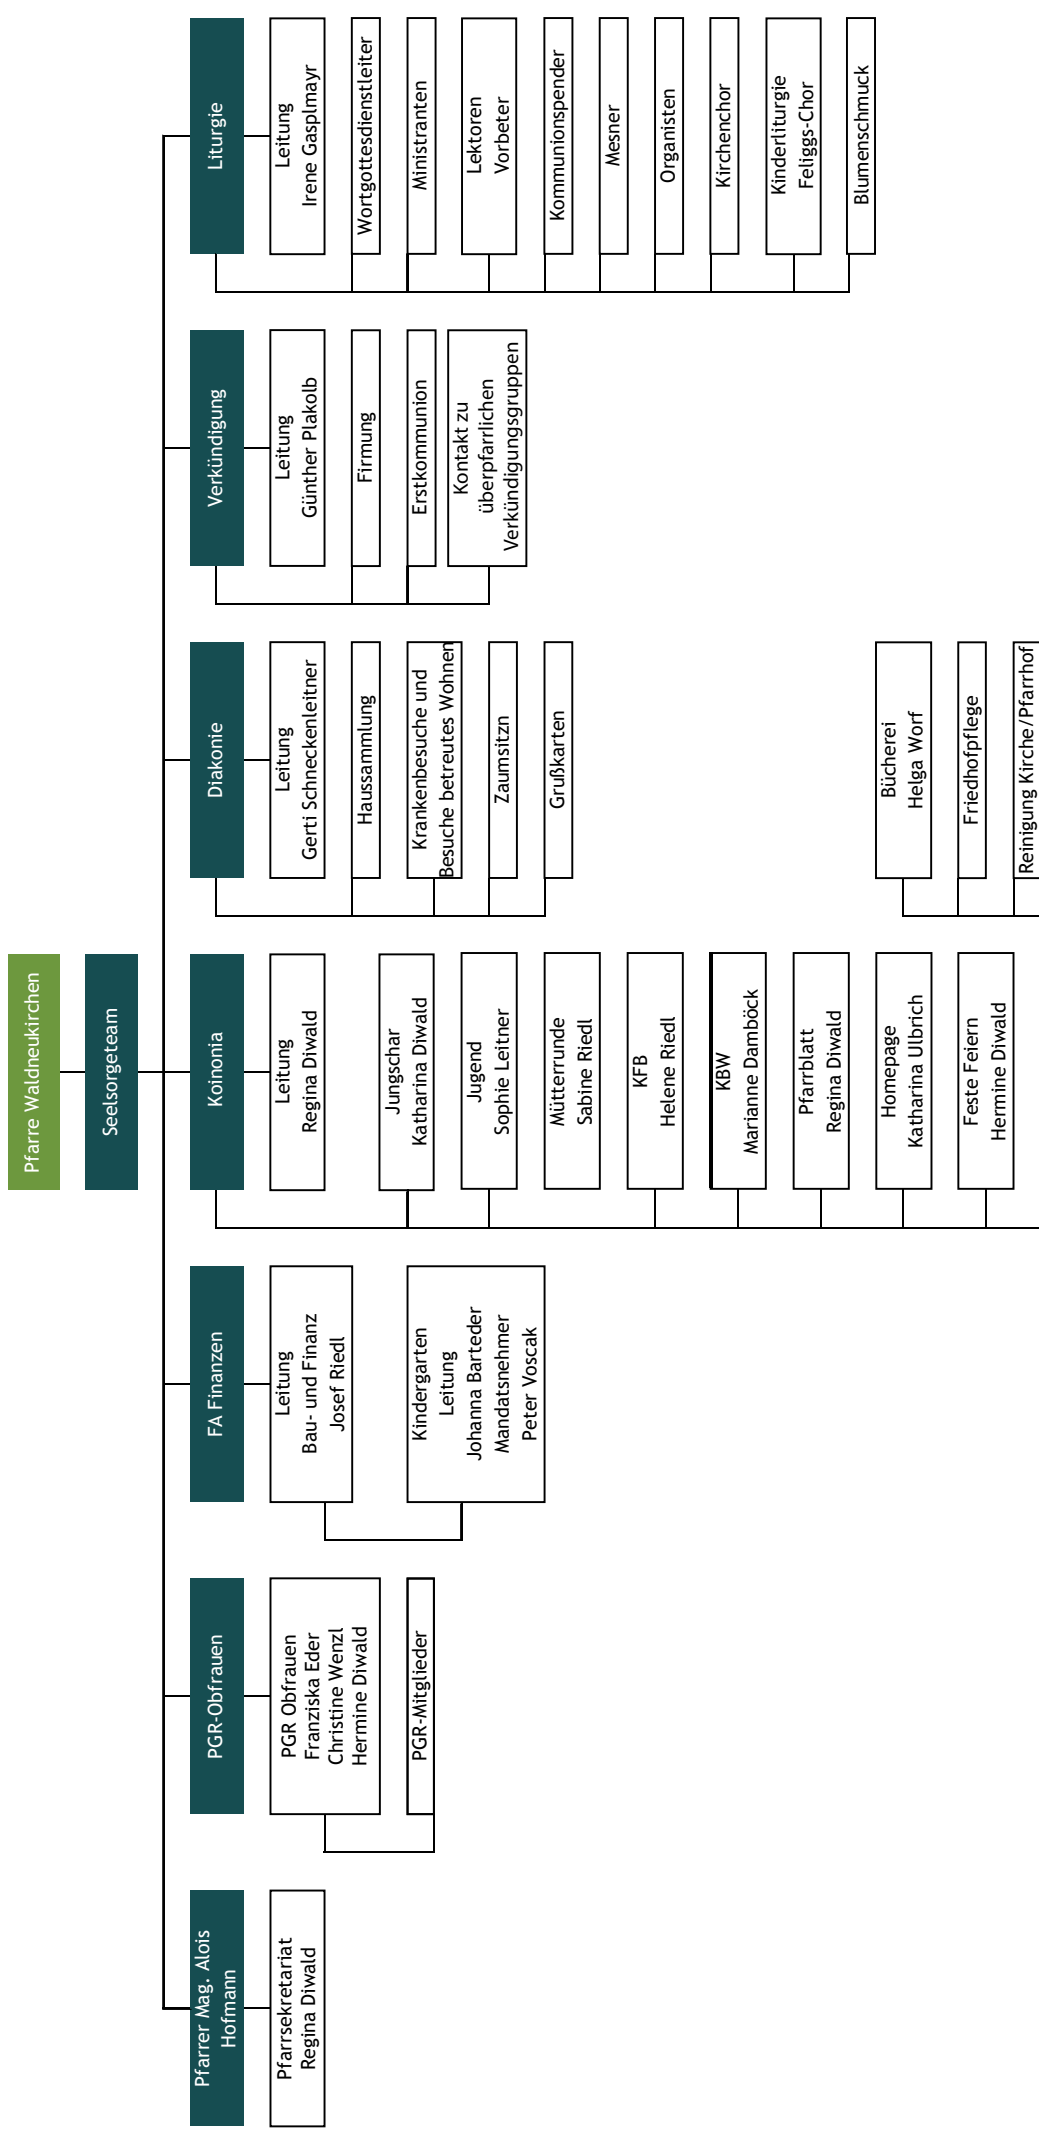 Pfarre Waldneukirchen
Seelsorgeteam
Pfarrer Mag. Alois
Hofmann
Pfarrsekretariat
Regina Diwald
PGR-Obfrauen
PGR Obfrauen
Franziska Eder
Christine Wenzl
Hermine Diwald
PGR-Mitglieder
FA Finanzen
Leitung
Bau- und Finanz
Josef Riedl
Kindergarten
Leitung
Johanna Barteder
Mandatsnehmer
Peter Voscak
Koinonia
Leitung
Regina Diwald
Jungschar
Katharina Diwald
Jugend
Sophie Leitner
Mütterrunde
Sabine Riedl
KFB
Helene Riedl
KBW
Marianne Damböck
Pfarrblatt
Regina Diwald
Homepage
Katharina Ulbrich
Feste Feiern
Hermine Diwald
Diakonie
Leitung
Gerti Schneckenleitner
Haussammlung
Krankenbesuche und
Besuche betreutes Wohnen
Zaumsitzn
Grußkarten
Bücherei
Helga Worf
Friedhofpflege
Reinigung Kirche/Pfarrhof
Verkündigung
Leitung
Günther Plakolb
Firmung
Erstkommunion
Kontakt zu
überpfarrlichen
Verkündigungsgruppen
Liturgie
Leitung
Irene Gasplmayr
Wortgottesdienstleiter
Ministranten
Lektoren
Vorbeter
Kommunionspender
Mesner
Organisten
Kirchenchor
Kinderliturgie
Feliggs-Chor
Blumenschmuck